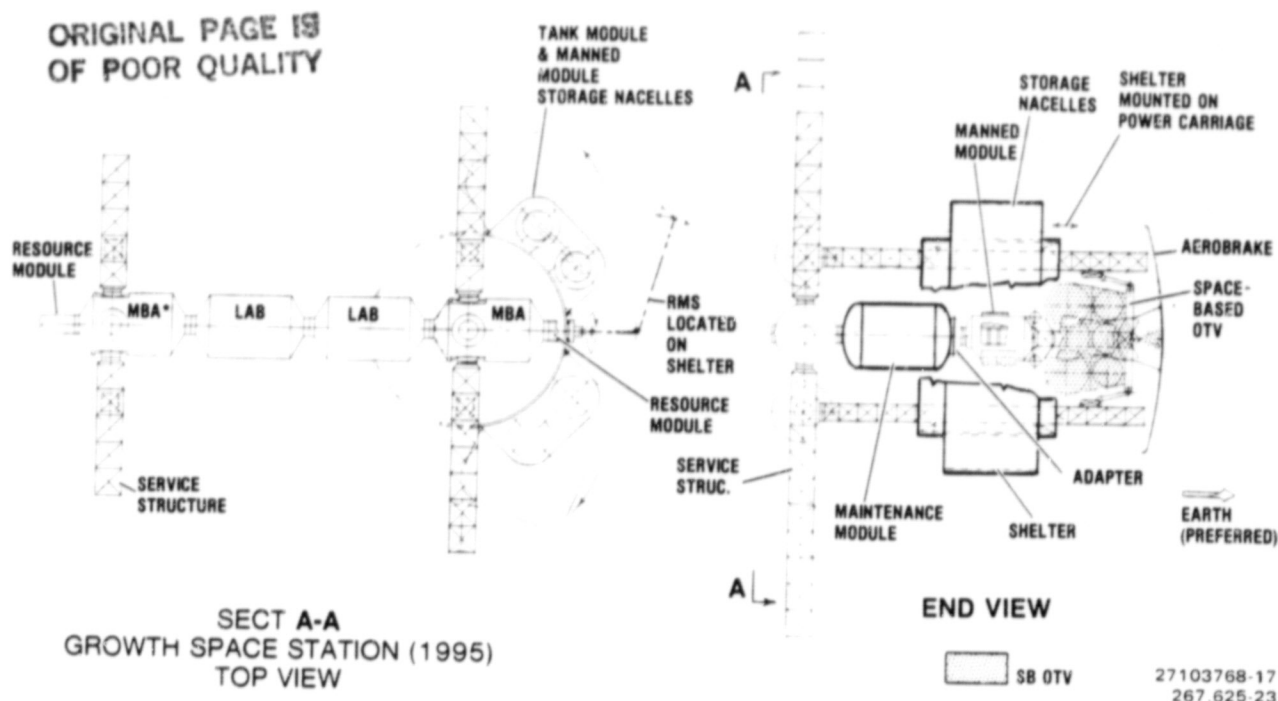 ORIGINAL PAGE IS
OF POOR QUALITY
TANK MODULE
& MANNED
MODULE
STORAGE NACELLES
RESOURCE
MODULE
MBA*
LAB
LAB
MBA
RMS
LOCATED
ON
SHELTER
RESOURCE
MODULE
SERVICE
STRUCTURE
SECT A-A
GROWTH SPACE STATION (1995)
TOP VIEW
A
STORAGE
NACELLES
SHELTER
MOUNTED ON
POWER CARRIAGE
MANNED
MODULE
AEROBRAKE
SPACE-
BASED
OTV
SERVICE
STRUC.
MAINTENANCE
MODULE
SHELTER
ADAPTER
EARTH
(PREFERRED)
A
END VIEW
SB OTV
27103768-17
267.625-23